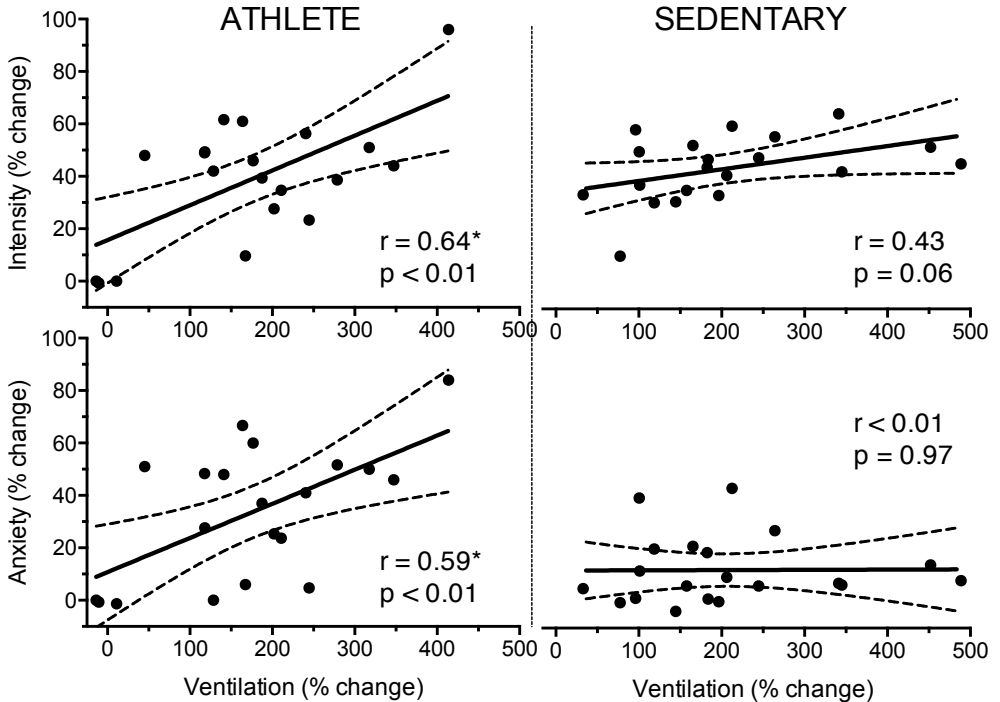 ATHLETE
SEDENTARY
Intensity (% change)
100
80
60
40
20
0
r = 0.64*
p < 0.01
0 100 200 300 400 500
r = 0.43
p = 0.06
0 100 200 300 400 500
Anxiety (% change)
100
80
60
40
20
0
r = 0.59*
p < 0.01
0 100 200 300 400 500
Ventilation (% change)
r < 0.01
p = 0.97
0 100 200 300 400 500
Ventilation (% change)